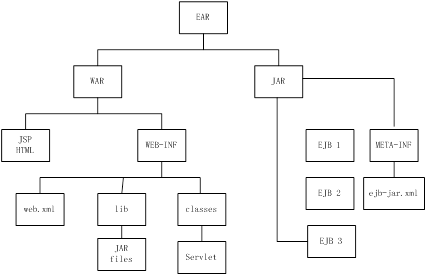 EAR
WAR
JAR
JSP
HTML
WEB-INF
EJB 1
META-INF
web.xml
lib
classes
EJB 2
ejb-jar.xml
JAR
files
Servlet
EJB 3